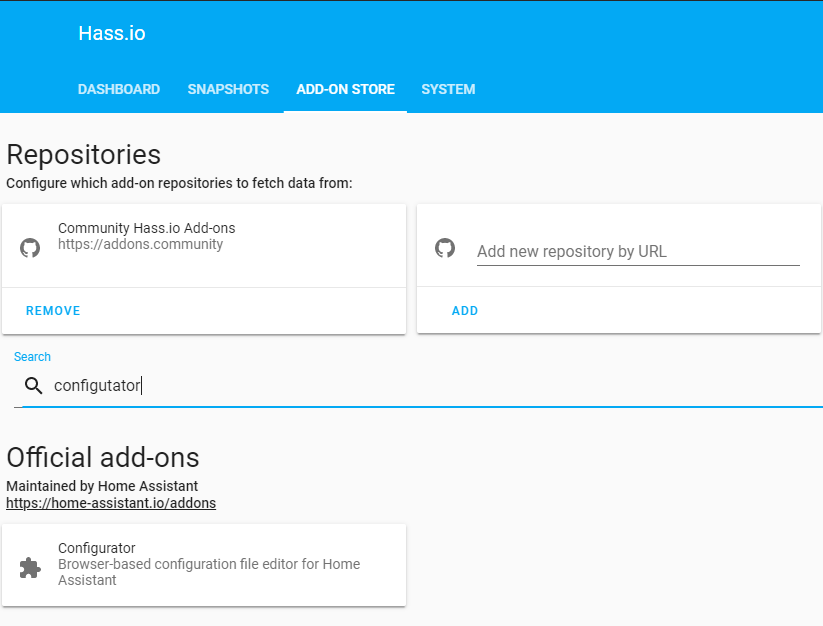 Hass.io
DASHBOARD SNAPSHOTS ADD-ON STORE SYSTEM
Repositories
Configure which add-on repositories to fetch data from:
Community Hass.io Add-ons
https://addons.community
REMOVE
Add new repository by URL
ADD
Search
configutator
Official add-ons
Maintained by Home Assistant
https://home-assistant.io/addons
Configurator
Browser-based configuration file editor for Home
Assistant